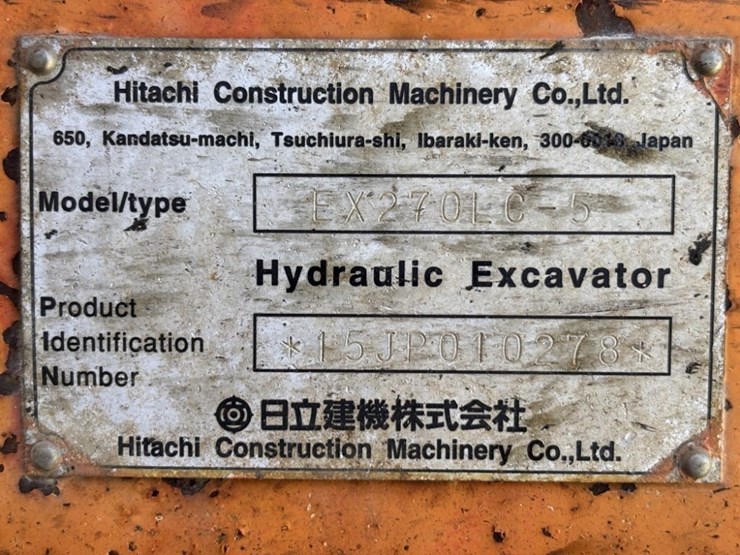 Hitachi Construction Machinery Co.,Ltd.
650, Kandatsu-machi, Tsuchiura-shi, Ibaraki-ken, Japan
Model/type EX270LC-5
Hydraulic Excavator
Product
Identification
Number
*15JP010278*
日立建機株式会社
Hitachi Construction Machinery Co.,Ltd.